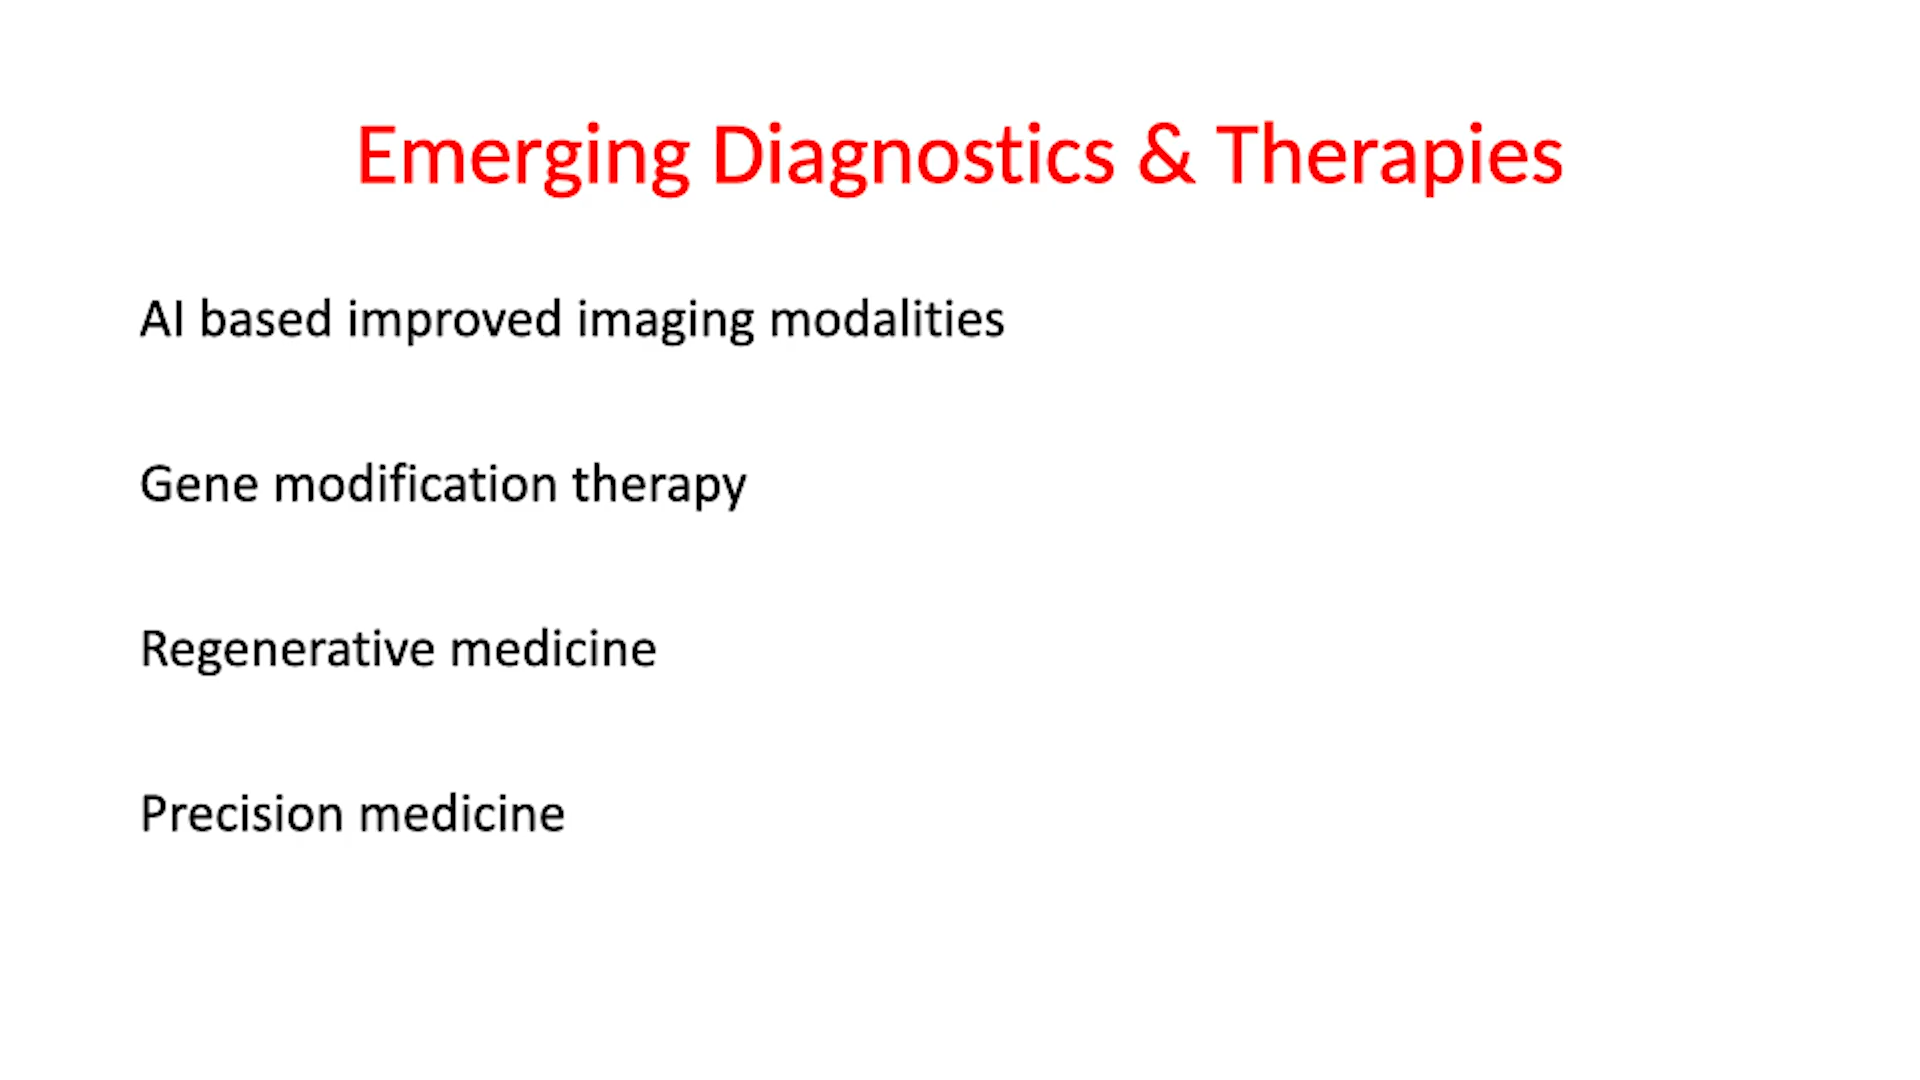 Emerging Diagnostics & Therapies
AI based improved imaging modalities
Gene modification therapy
Regenerative medicine
Precision medicine